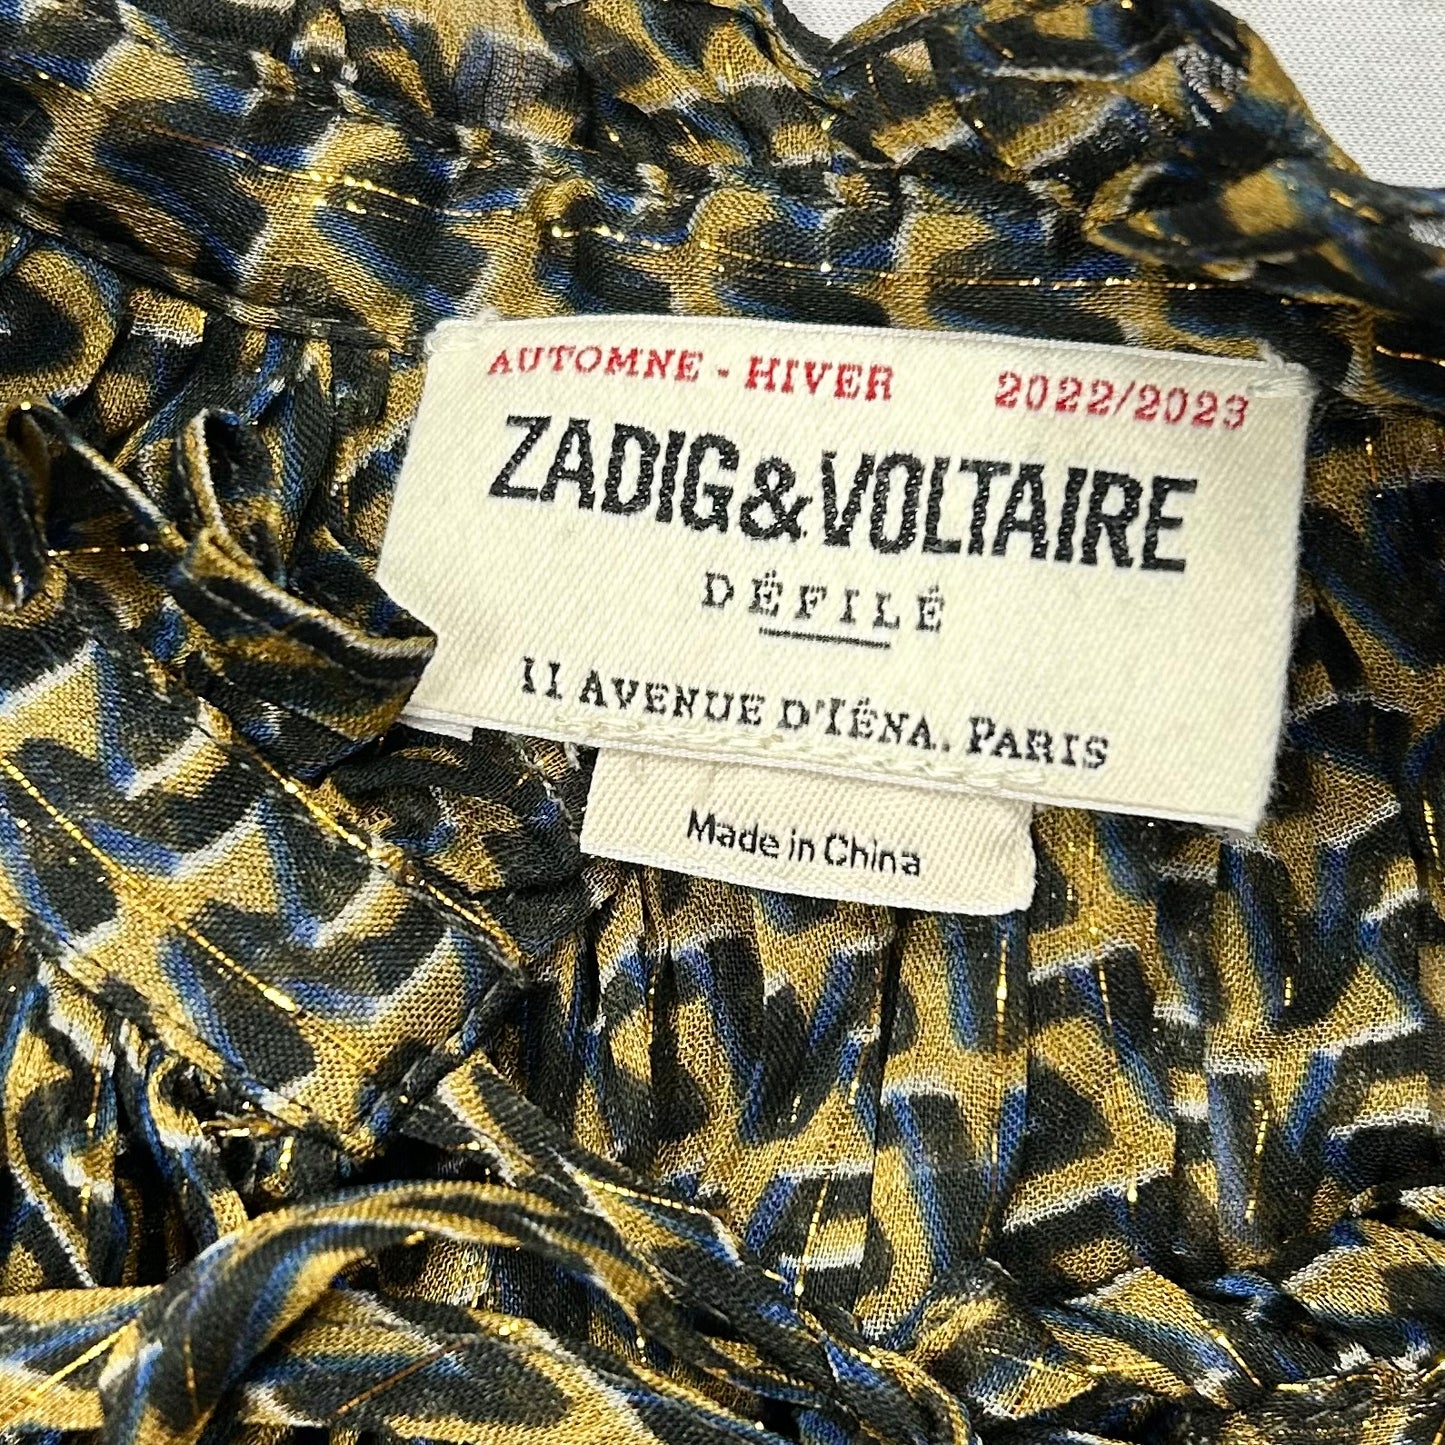 AUTOMNE - HIVER 2022/2023
ZADIG&VOLTAIRE
DÉFILÉ
11 AVENUE D'IÉNA. PARIS
Made in China